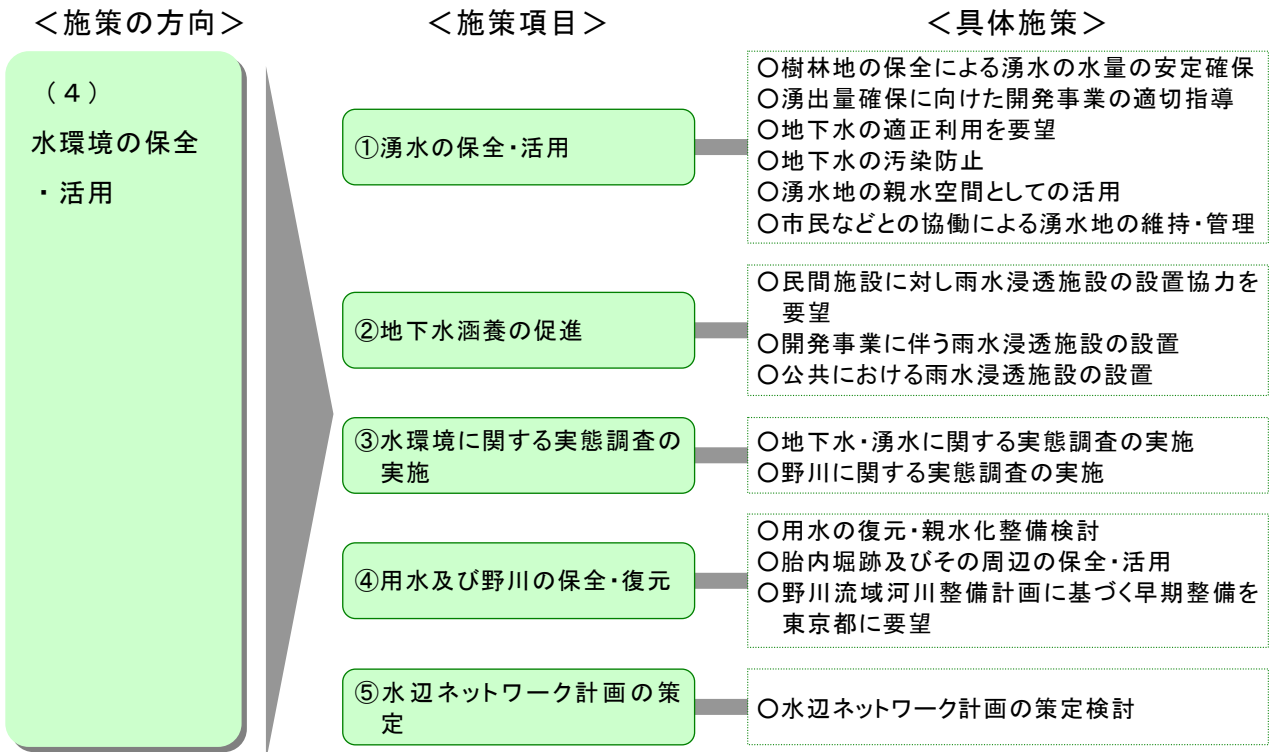 ＜施策の方向＞
＜施策項目＞
＜具体施策＞
（４）
水環境の保全
・活用
①湧水の保全・活用
○樹林地の保全による湧水の水量の安定確保
○湧出量確保に向けた開発事業の適切指導
○地下水の適正利用を要望
○地下水の汚染防止
○湧水地の親水空間としての活用
○市民などとの協働による湧水地の維持・管理
②地下水涵養の促進
○民間施設に対し雨水浸透施設の設置協力を
要望
○開発事業に伴う雨水浸透施設の設置
○公共における雨水浸透施設の設置
③水環境に関する実態調査の
実施
○地下水・湧水に関する実態調査の実施
○野川に関する実態調査の実施
④用水及び野川の保全・復元
○用水の復元・親水化整備検討
○胎内堀跡及びその周辺の保全・活用
○野川流域河川整備計画に基づく早期整備を
東京都に要望
⑤水辺ネットワーク計画の策
定
○水辺ネットワーク計画の策定検討